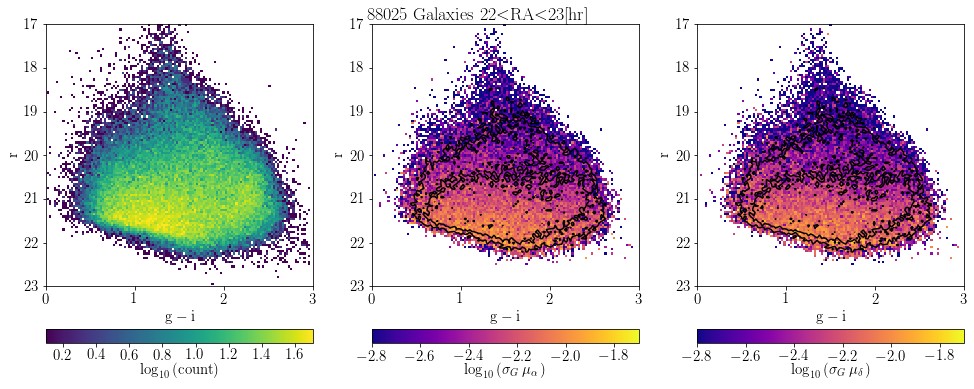 88025 Galaxies 22<RA<23[hr]
17
18
19
20
21
22
23
r
0 1 2 3
g − i
0.2 0.4 0.6 0.8 1.0 1.2 1.4 1.6
log10(count)
17
18
19
20
21
22
23
r
0 1 2 3
g − i
−2.8 −2.6 −2.4 −2.2 −2.0 −1.8
log10(σG μα)
17
18
19
20
21
22
23
r
0 1 2 3
g − i
−2.8 −2.6 −2.4 −2.2 −2.0 −1.8
log10(σG μδ)